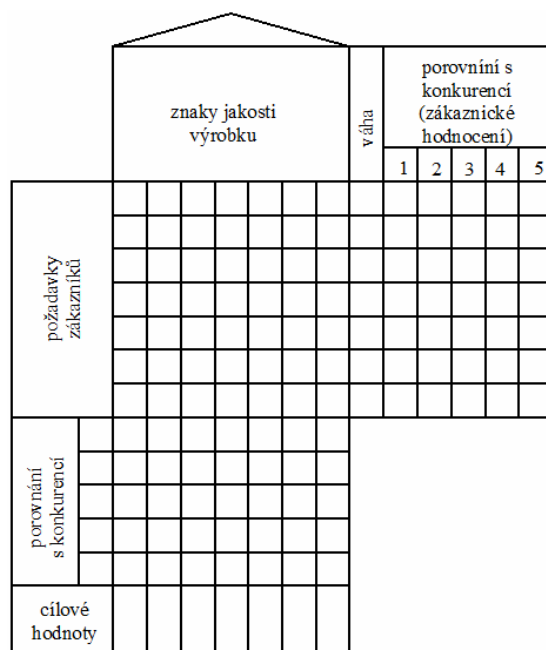 znaky jakosti
výrobku
váha
porovníní s
konkurencí
(zákaznické
hodnocení)
1 2 3 4 5
požadavky
zákazníků
porovnání
s konkurencí
cílové
hodnoty